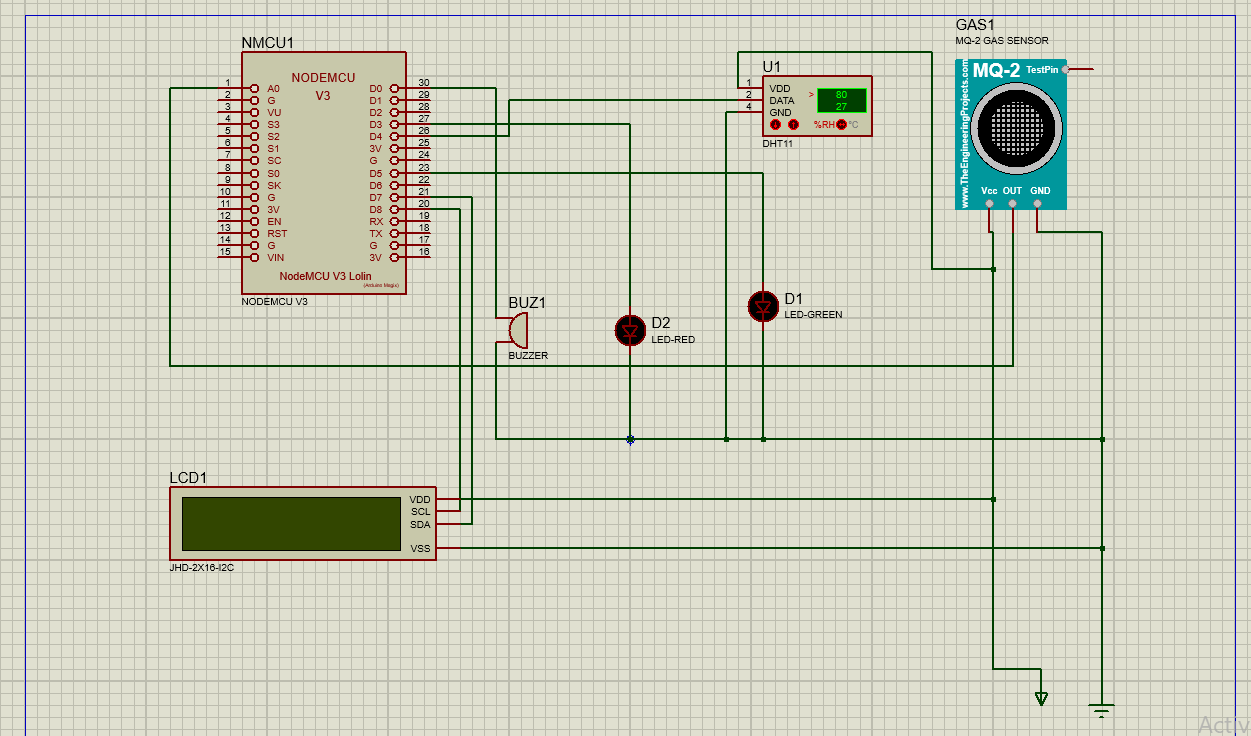 GAS1
MQ-2 GAS SENSOR
NMCU1
NODEMCU
V3
1 A0 D0 30
2 G D1 29
3 VU D2 28
4 S3 D3 27
5 S2 D4 26
6 S1 3V 25
7 SC G 24
8 S0 D5 23
9 SK D6 22
10 G D7 21
11 3V D8 20
12 EN RX 19
13 RST TX 18
14 G G 17
15 VIN 3V 16
NodeMCU V3 Lolin
(Arduino Magix)
NODEMCU V3
U1
1 VDD
2 DATA
4 GND
> 80
27
%RH °C
DHT11
MQ-2 TestPin
www.TheEngineeringProjects.com
Vcc OUT GND
BUZ1
BUZZER
D2
LED-RED
D1
LED-GREEN
LCD1
VDD
SCL
SDA
VSS
JHD-2X16-I2C
Activ